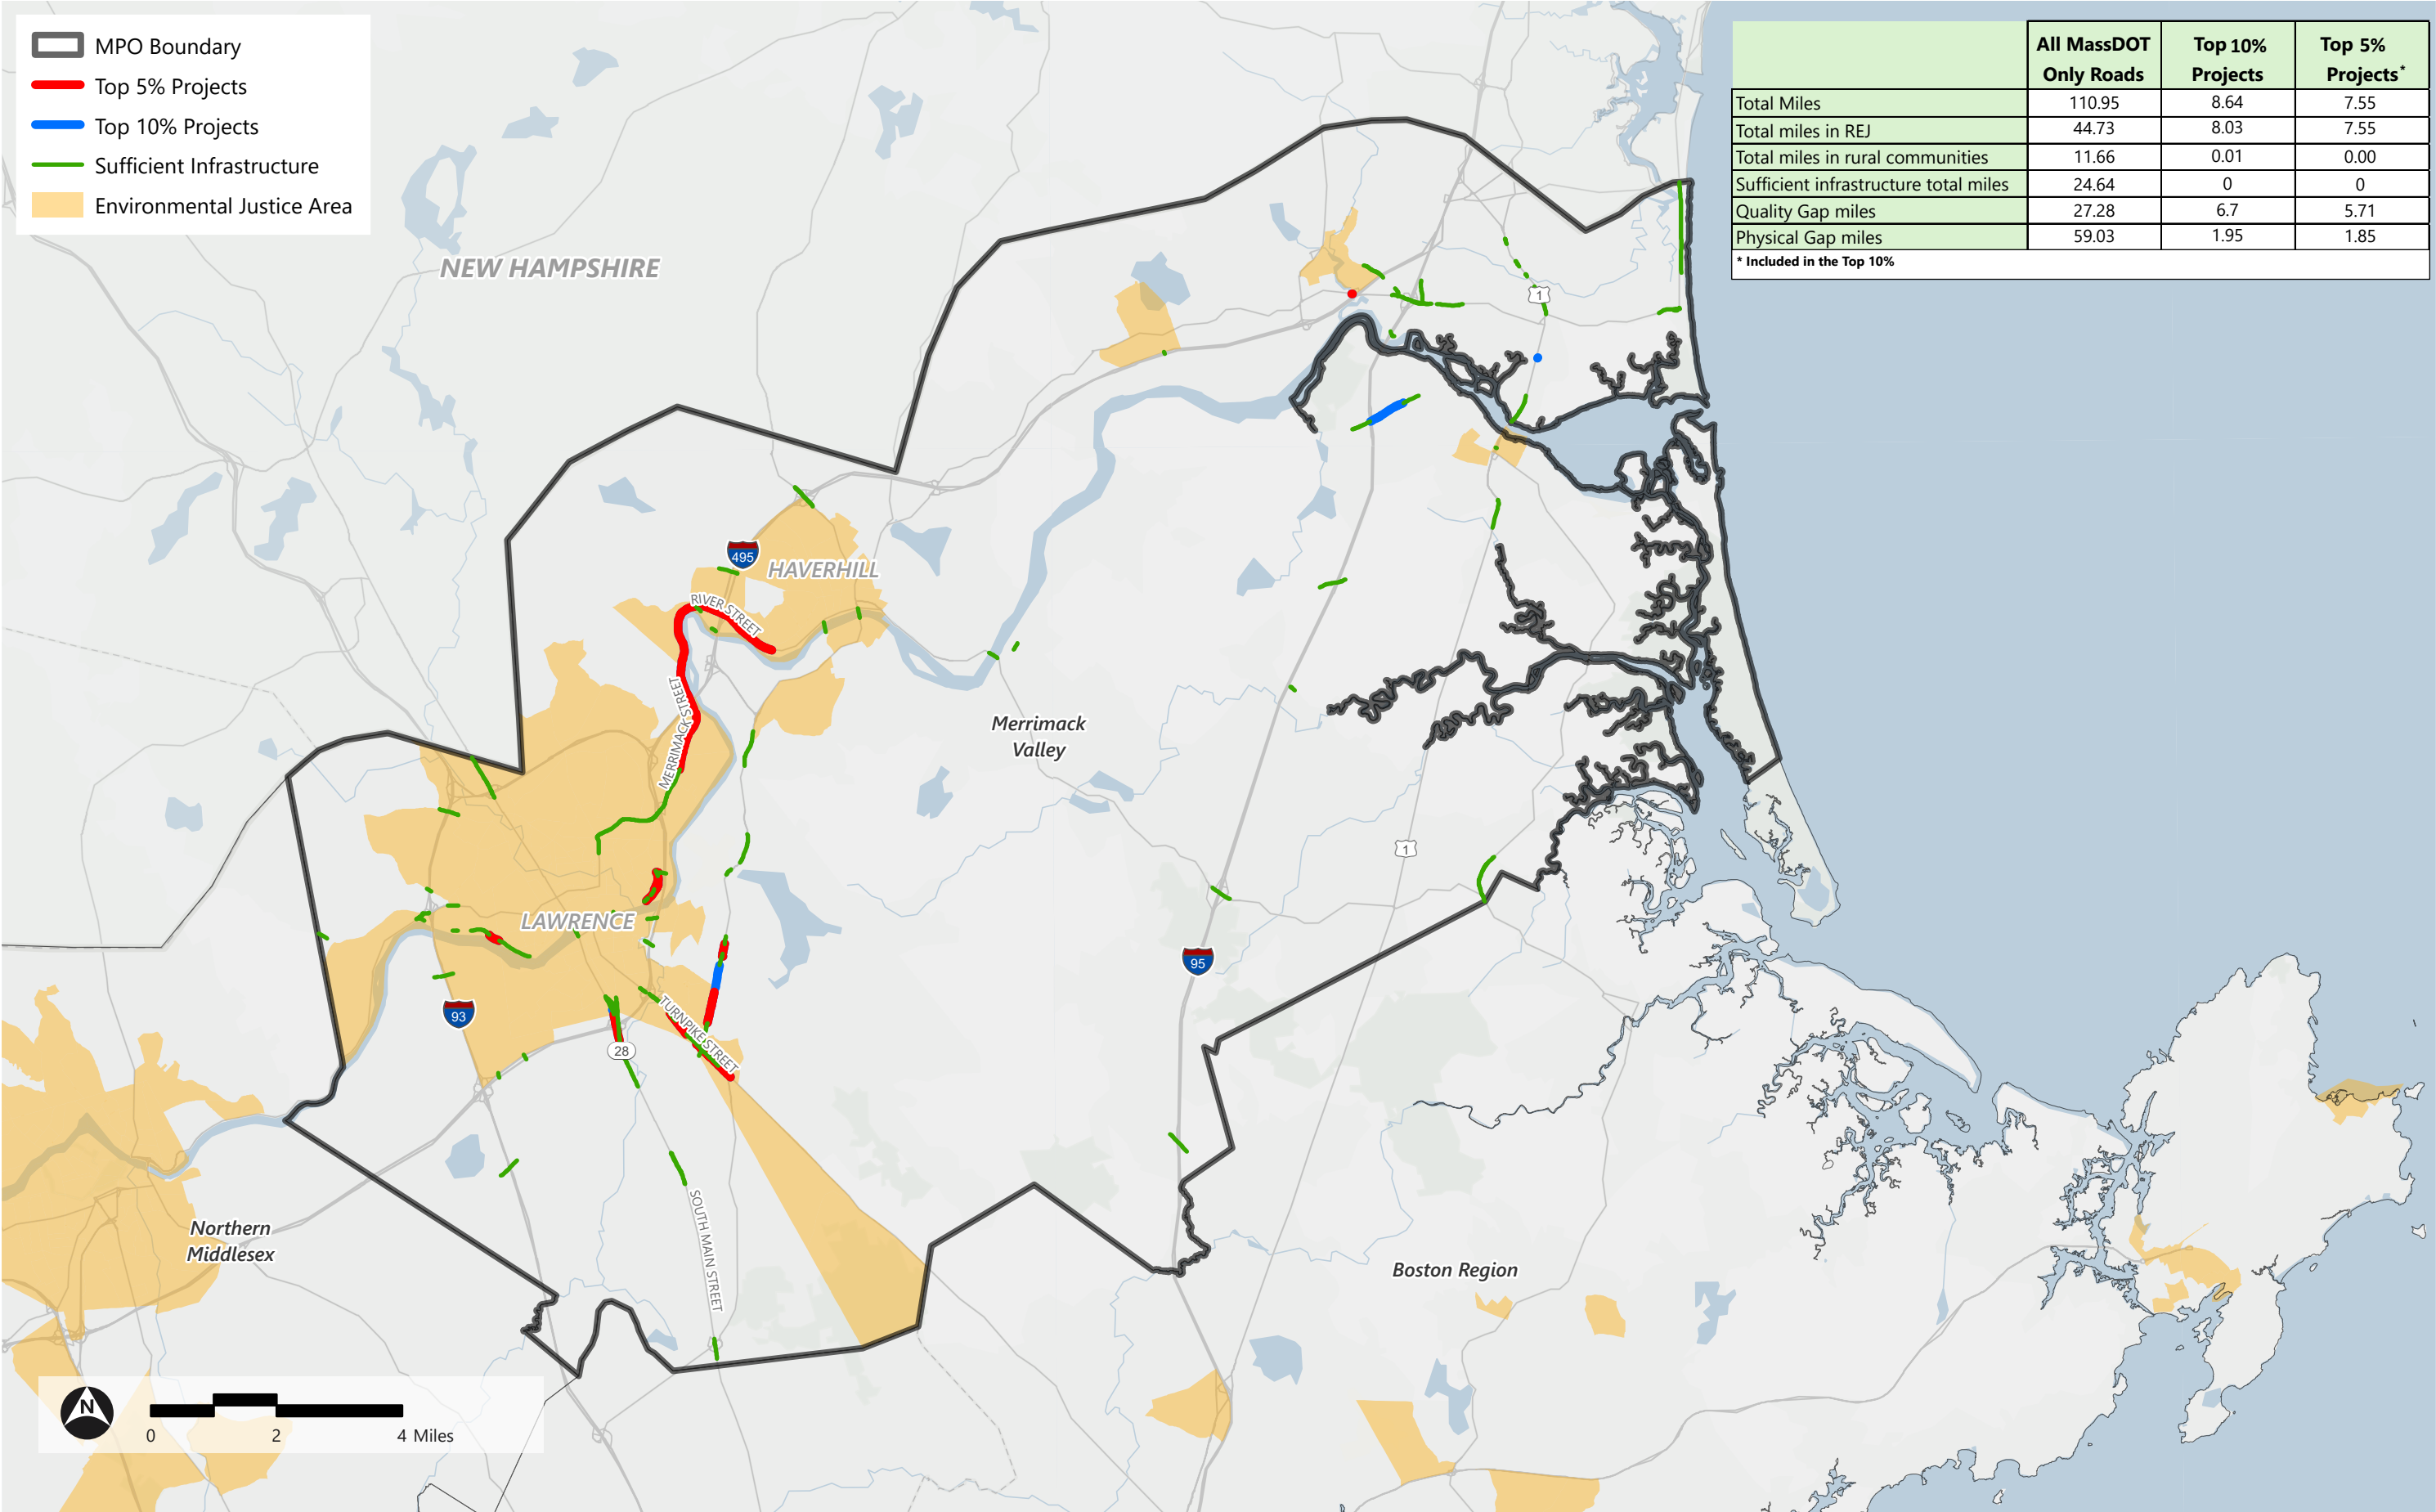 MPO Boundary
Top 5% Projects
Top 10% Projects
Sufficient Infrastructure
Environmental Justice Area
All MassDOT Only Roads Top 10% Projects Top 5% Projects*
Total Miles 110.95 8.64 7.55
Total miles in REJ 44.73 8.03 7.55
Total miles in rural communities 11.66 0.01 0.00
Sufficient infrastructure total miles 24.64 0 0
Quality Gap miles 27.28 6.7 5.71
Physical Gap miles 59.03 1.95 1.85
* Included in the Top 10%
NEW HAMPSHIRE
1
495
HAVERHILL
RIVER STREET
MERRIMACK STREET
Merrimack
Valley
1
LAWRENCE
95
93
TURNPIKE STREET
28
SOUTH MAIN STREET
Northern
Middlesex
Boston Region
N
0 2 4 Miles